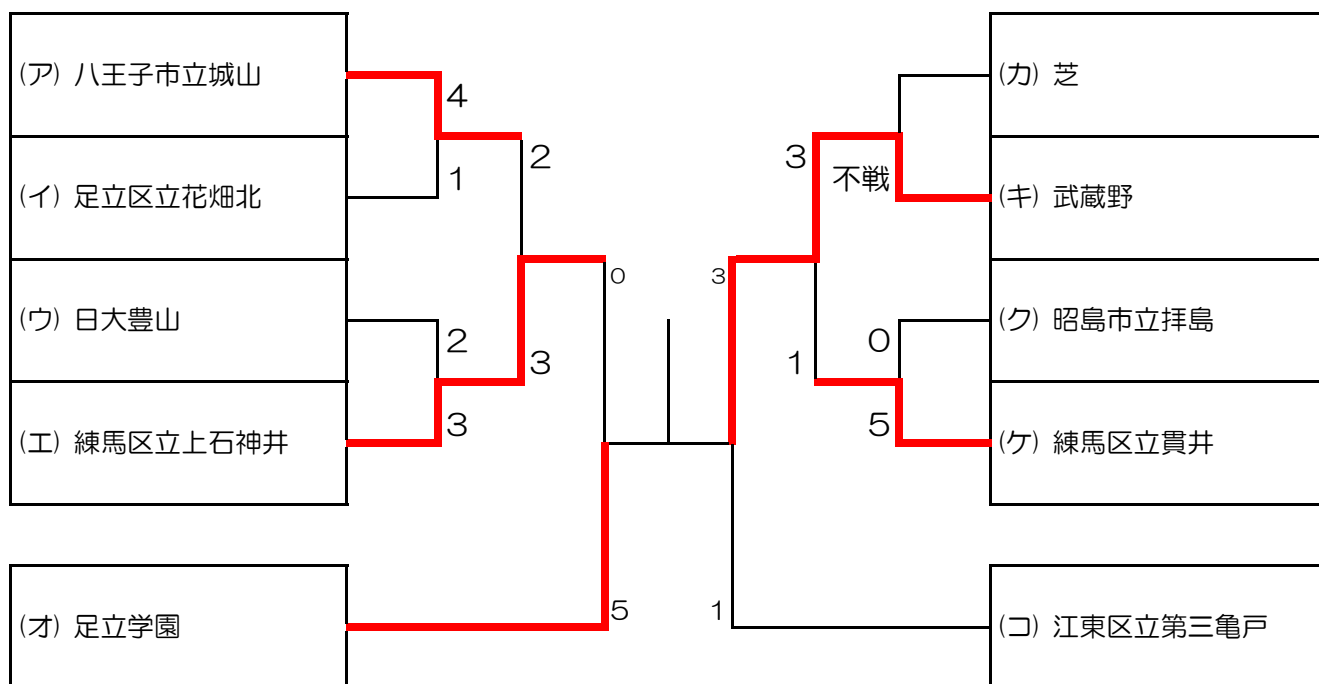 (ア) 八王子市立城山
4
2
1
(イ) 足立区立花畑北
(ウ) 日大豊山
2
3
(エ) 練馬区立上石神井
3
0
(オ) 足立学園
5
(カ) 芝
3
不戦
(キ) 武蔵野
3
(ク) 昭島市立拝島
0
1
5
(ケ) 練馬区立貫井
1
(コ) 江東区立第三亀戸